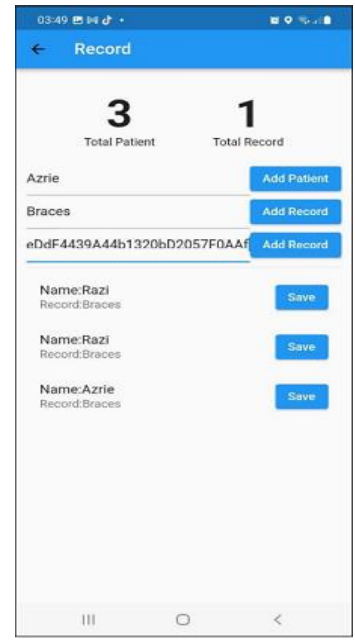 03:49
Record
3 1
Total Patient Total Record
Azrie Add Patient
Braces Add Record
eDdF4439A44b1320bD2057F0AAf Add Record
Name:Razi
Record:Braces Save
Name:Razi
Record:Braces Save
Name:Azrie
Record:Braces Save